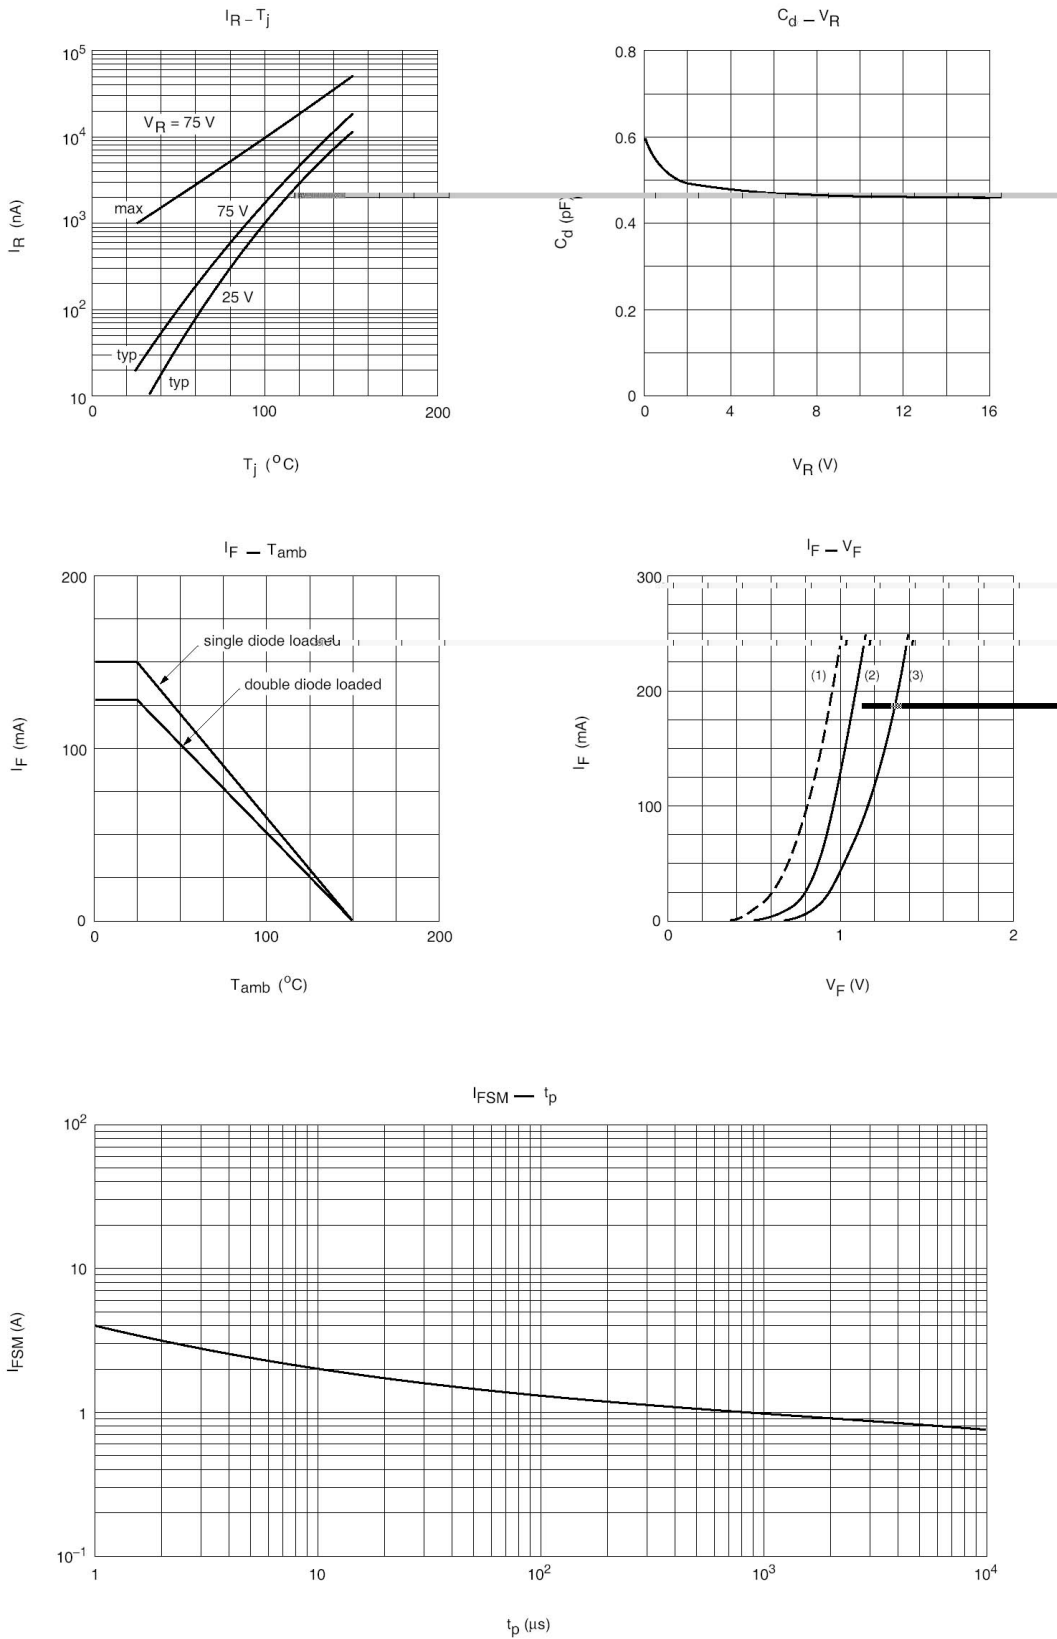 I_R – T_j
10^5
10^4
10^3
10^2
10
I_R (nA)
V_R = 75 V
max
75 V
25 V
typ
typ
0
100
200
T_j (°C)
C_d — V_R
0.8
0.6
0.4
0.2
0
C_d (pF)
0
4
8
12
16
V_R (V)
I_F — T_amb
200
100
0
I_F (mA)
single diode loaded
double diode loaded
0
100
200
T_amb (°C)
I_F — V_F
300
200
100
0
I_F (mA)
(1)
(2)
(3)
0
1
2
V_F (V)
I_FSM — t_p
10^2
10
1
10^-1
I_FSM (A)
1
10
10^2
10^3
10^4
t_p (µs)